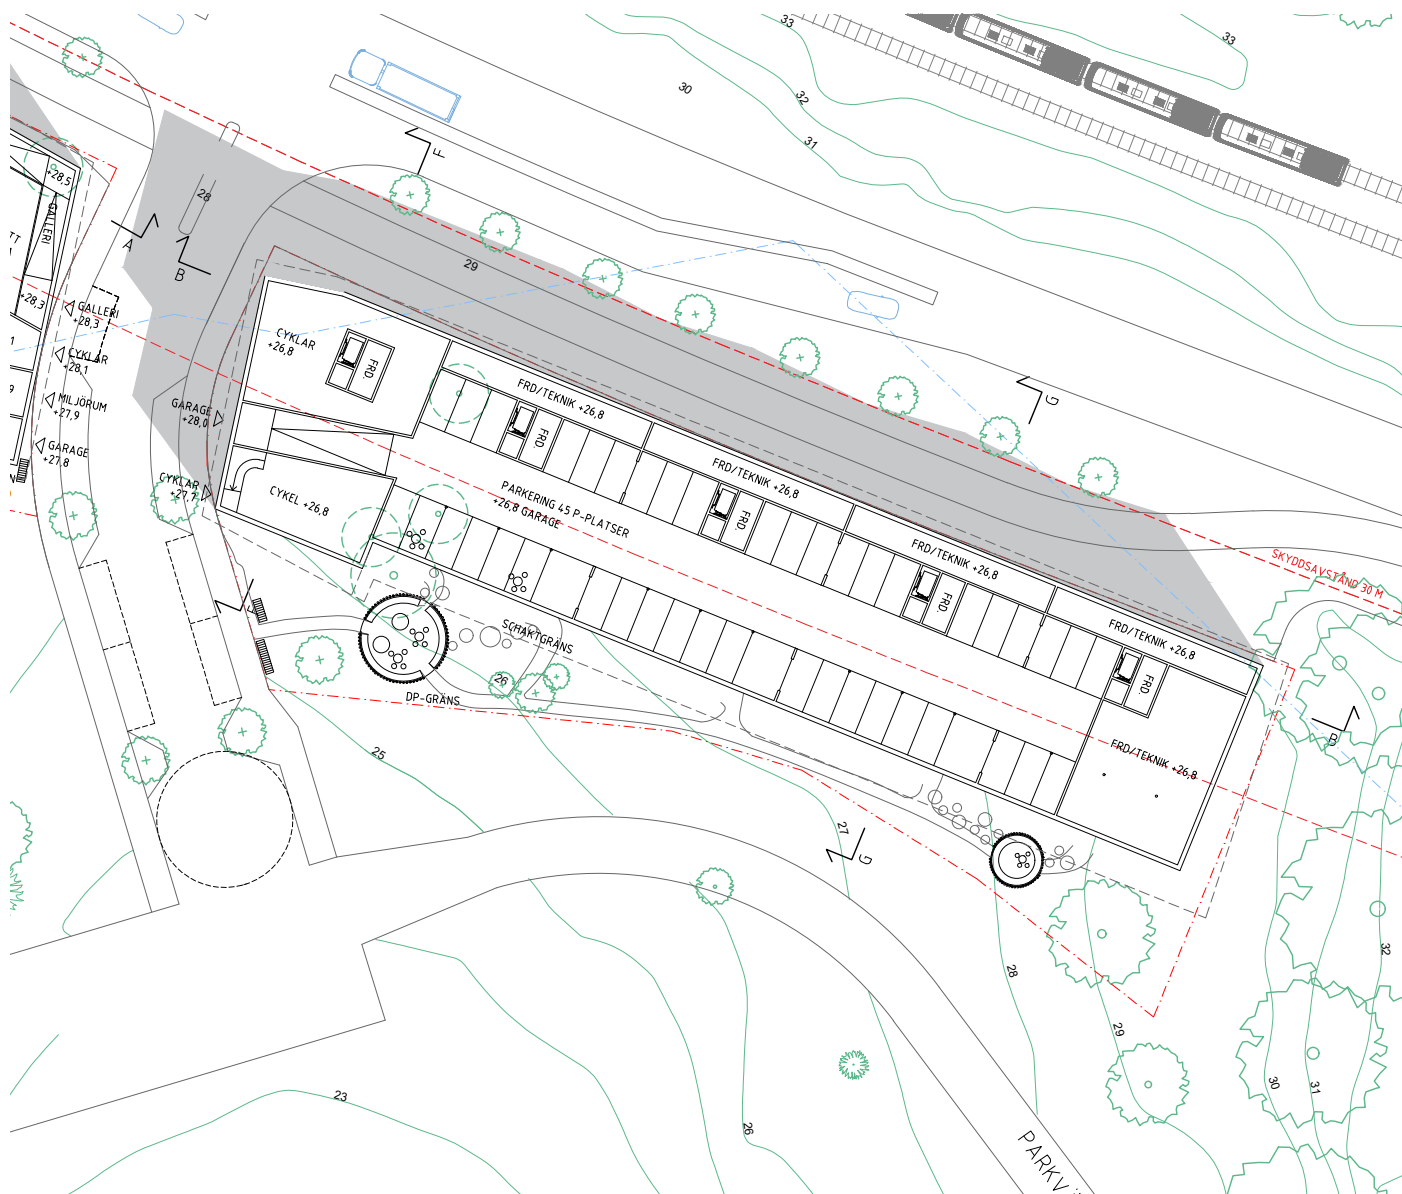 33
33
32
31
30
F
28
29
+28,5
GALLERI
TT
A
B
+28,3
GALLERI
+28,3
CYKLAR
+28,1
MILJÖRUM
+27,9
GARAGE
+27,8
1
9
N
GARAGE
+28,0
CYKLAR
+27,7
CYKLAR
+26,8
FRD.
FRD/TEKNIK +26,8
FRD.
FRD/TEKNIK +26,8
FRD.
FRD/TEKNIK +26,8
FRD.
FRD/TEKNIK +26,8
FRD.
FRD/TEKNIK +26,8
G
CYKEL +26,8
PARKERING 45 P-PLATSER
+26,8 GARAGE
SKYDDSAVSTÅND 30 M
F
SCHAKTGRÄNS
26
DP-GRÄNS
25
27
G
B
28
29
30
31
32
23
26
PARKV